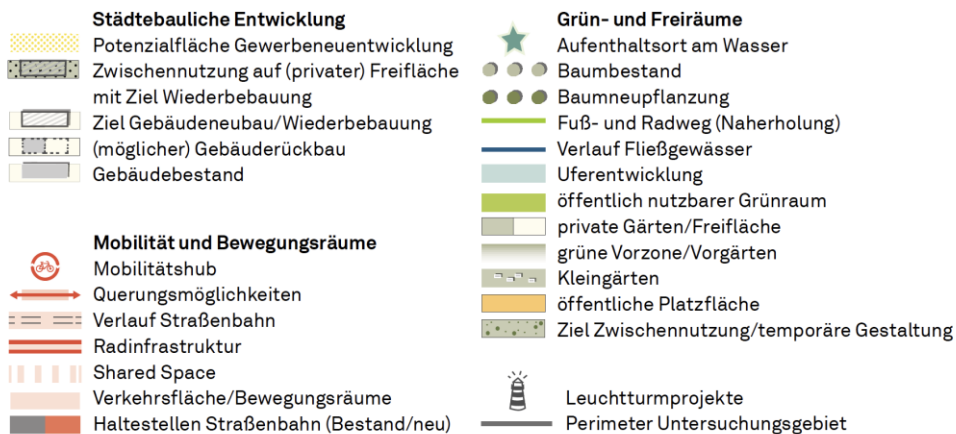 Städtebauliche Entwicklung
Potenzialfläche Gewerbeneuentwicklung
Zwischennutzung auf (privater) Freifläche
mit Ziel Wiederbebauung
Ziel Gebäudeneubau/Wiederbebauung
(möglicher) Gebäuderückbau
Gebäudebestand
Mobilität und Bewegungsräume
Mobilitätshub
Querungsmöglichkeiten
Verlauf Straßenbahn
Radinfrastruktur
Shared Space
Verkehrsfläche/Bewegungsräume
Haltestellen Straßenbahn (Bestand/neu)
Grün- und Freiräume
Aufenthaltsort am Wasser
Baumbestand
Baumneupflanzung
Fuß- und Radweg (Naherholung)
Verlauf Fließgewässer
Uferentwicklung
öffentlich nutzbarer Grünraum
private Gärten/Freifläche
grüne Vorzone/Vorgärten
Kleingärten
öffentliche Platzfläche
Ziel Zwischennutzung/temporäre Gestaltung
Leuchtturmprojekte
Perimeter Untersuchungsgebiet